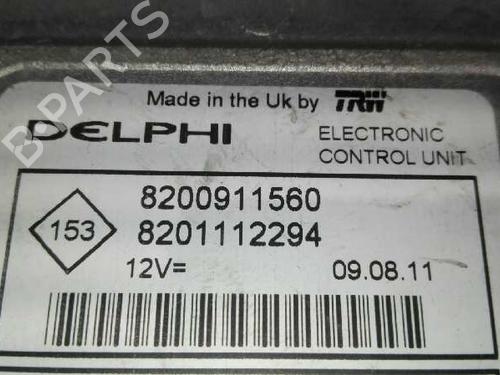 Made in the Uk by TRW
DELPHI
ELECTRONIC
CONTROL UNIT
153
8200911560
8201112294
12V=
09.08.11
B PARTS